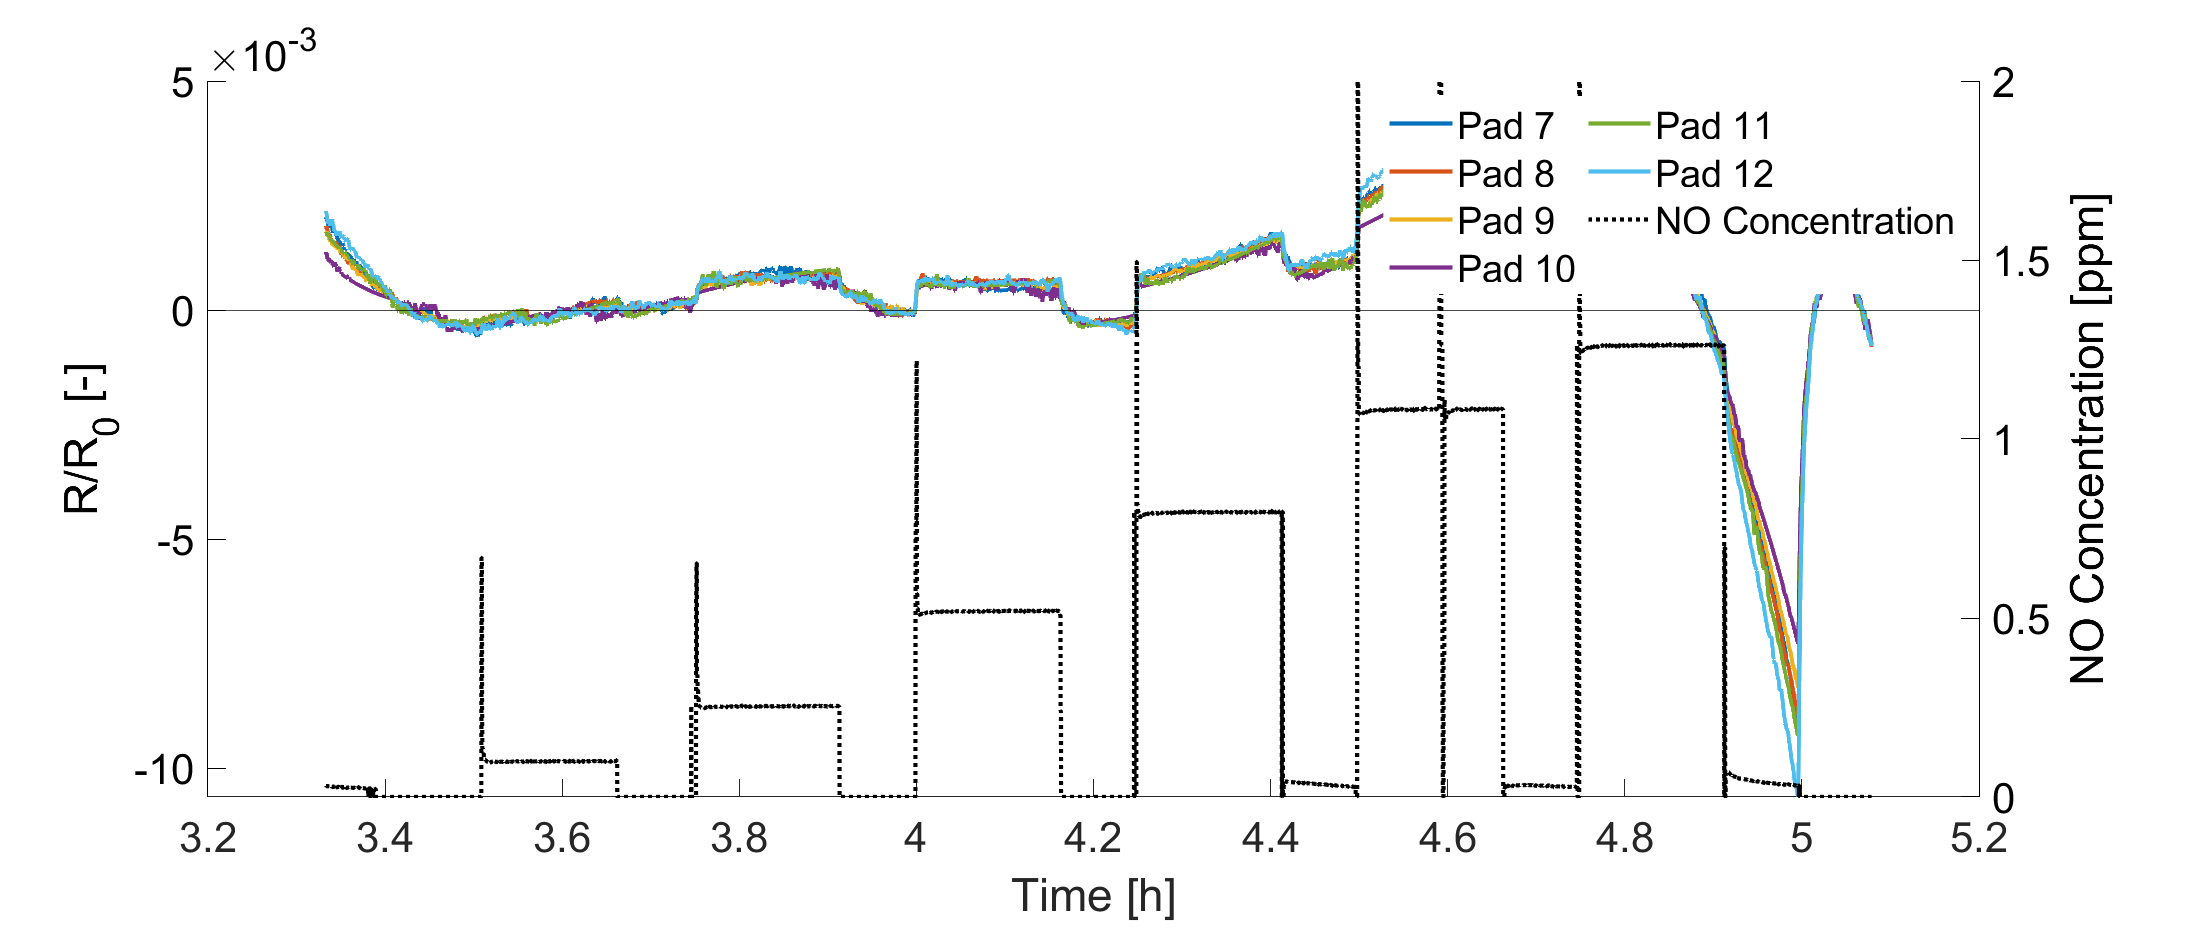 ×10-3
5
0
-5
-10
R/R0 [-]
3.2 3.4 3.6 3.8 4 4.2 4.4 4.6 4.8 5 5.2
Time [h]
2
1.5
1
0.5
0
NO Concentration [ppm]
Pad 7
Pad 8
Pad 9
Pad 10
Pad 11
Pad 12
NO Concentration